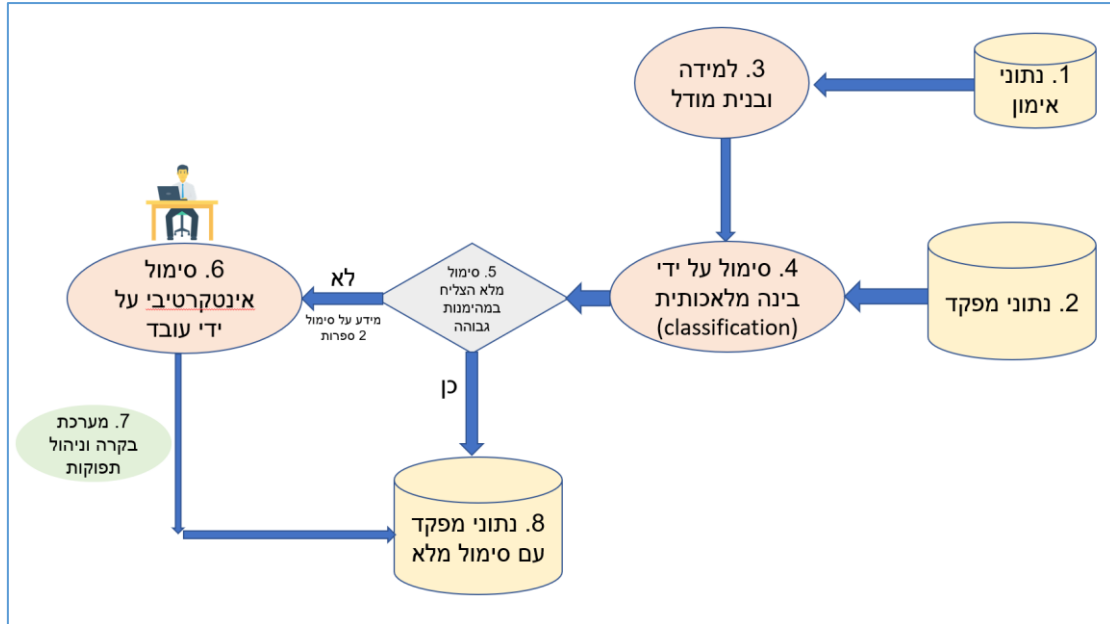 1. נתוני
אימון
3. למידה
ובנית מודל
2. נתוני מפקד
4. סימול על ידי
בינה מלאכותית
(classification)
5. סימול
מלא הצליח
במהימנות
גבוהה
לא
מידע על סימול
2 ספרות
כן
6. סימול
אינטקרטיבי על
ידי עובד
7. מערכת
בקרה וניהול
תפוקות
8. נתוני מפקד
עם סימול מלא